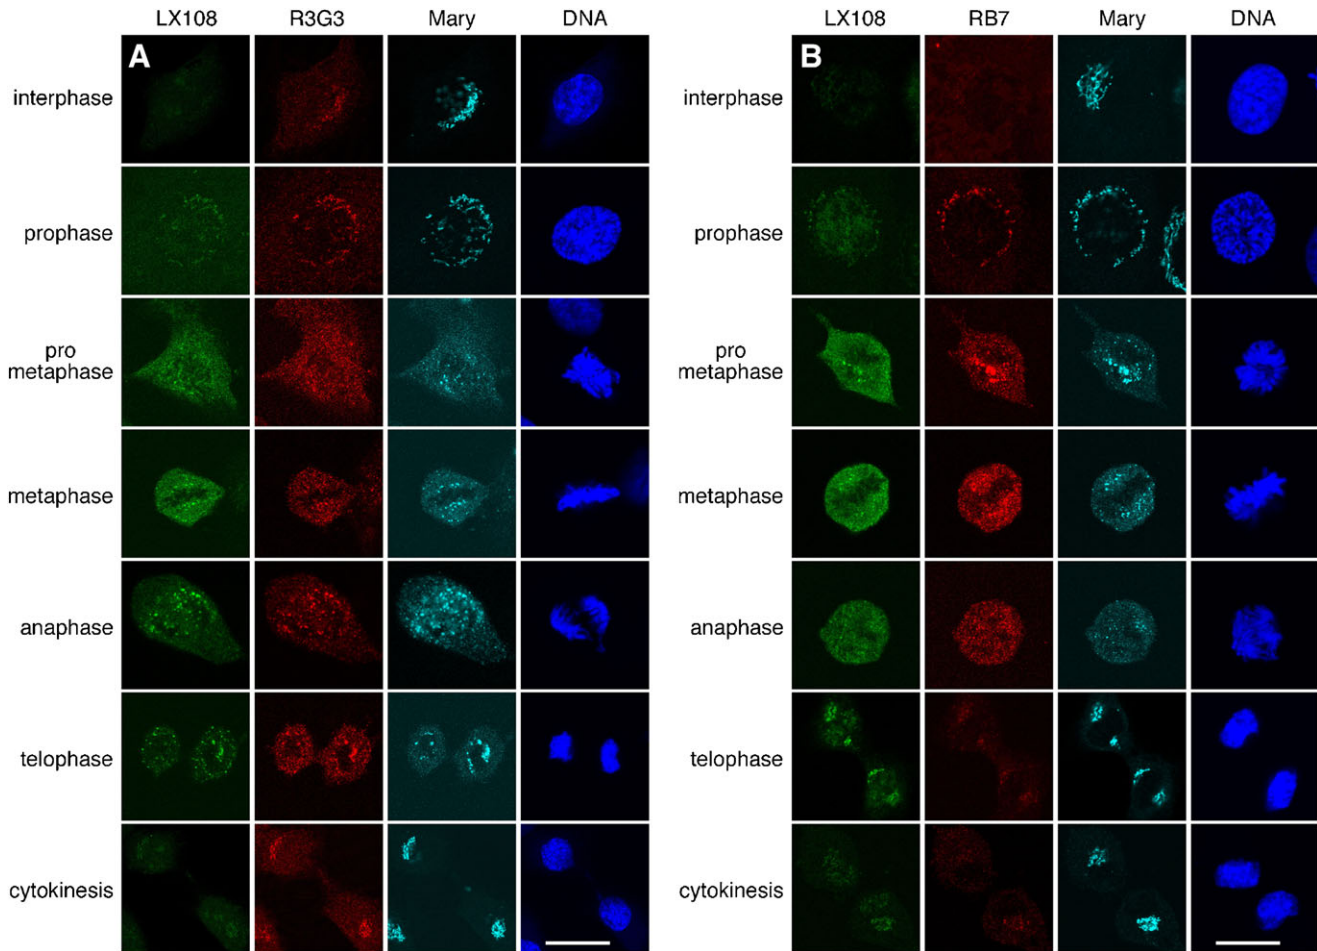 LX108 R3G3 Mary DNA LX108 RB7 Mary DNA
A B
interphase interphase
prophase prophase
pro pro
metaphase metaphase
metaphase metaphase
anaphase anaphase
telophase telophase
cytokinesis cytokinesis